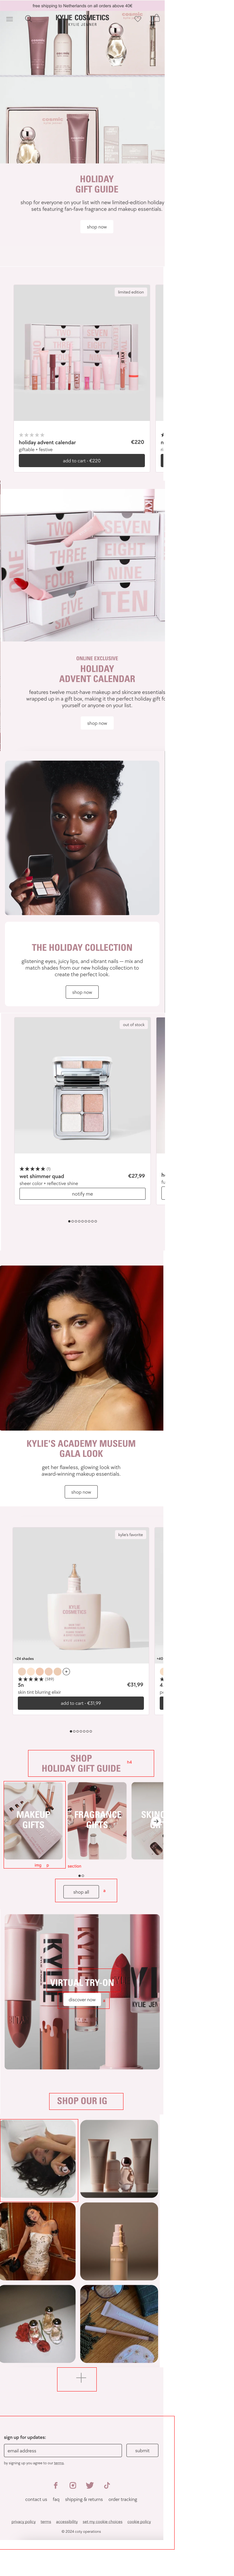 free shipping to Netherlands on all orders above 40€
KYLIE COSMETICS
BY KYLIE JENNER
cosmetics
HOLIDAY
GIFT GUIDE
shop for everyone on your list with new limited-edition holiday
sets featuring fan-fave fragrance and makeup essentials.
shop now
limited edition
holiday advent calendar €220
giftable + festive
add to cart - €220
ONE
THREE
FOUR
FIVE
SIX
SEVEN
EIGHT
NINE
TEN
ONLINE EXCLUSIVE
HOLIDAY
ADVENT CALENDAR
features twelve must-have makeup and skincare essentials
wrapped up in a gift box, making it the perfect holiday gift fo
yourself or anyone on your list.
shop now
THE HOLIDAY COLLECTION
glistening eyes, juicy lips, and vibrant nails — mix and
match shades from our new holiday collection to
create the perfect look
shop now
out of stock
(1)
wet shimmer quad €27,99
sheer color + reflective shine
notify me
KYLIE'S ACADEMY MUSEUM
GALA LOOK
get her flawless, glowing look with
award-winning makeup essentials.
shop now
kylie's favorite
KYLIE
COSMETICS
+24 shades
5n €31,99
skin tint blurring elixir
add to cart - €31,99
SHOP
HOLIDAY GIFT GUIDE
h4
MAKEUP
GIFTS
FRAGRANCE
GIFTS
img p
section
shop all
a
VIRTUAL TRY-ON
discover now
a
KYLIE
SHOP OUR IG
sign up for updates:
email address
submit
by signing up you agree to our terms
contact us faq shipping & returns order tracking
privacy policy terms accessibility set my cookie choices cookie policy
© 2024 coty operations